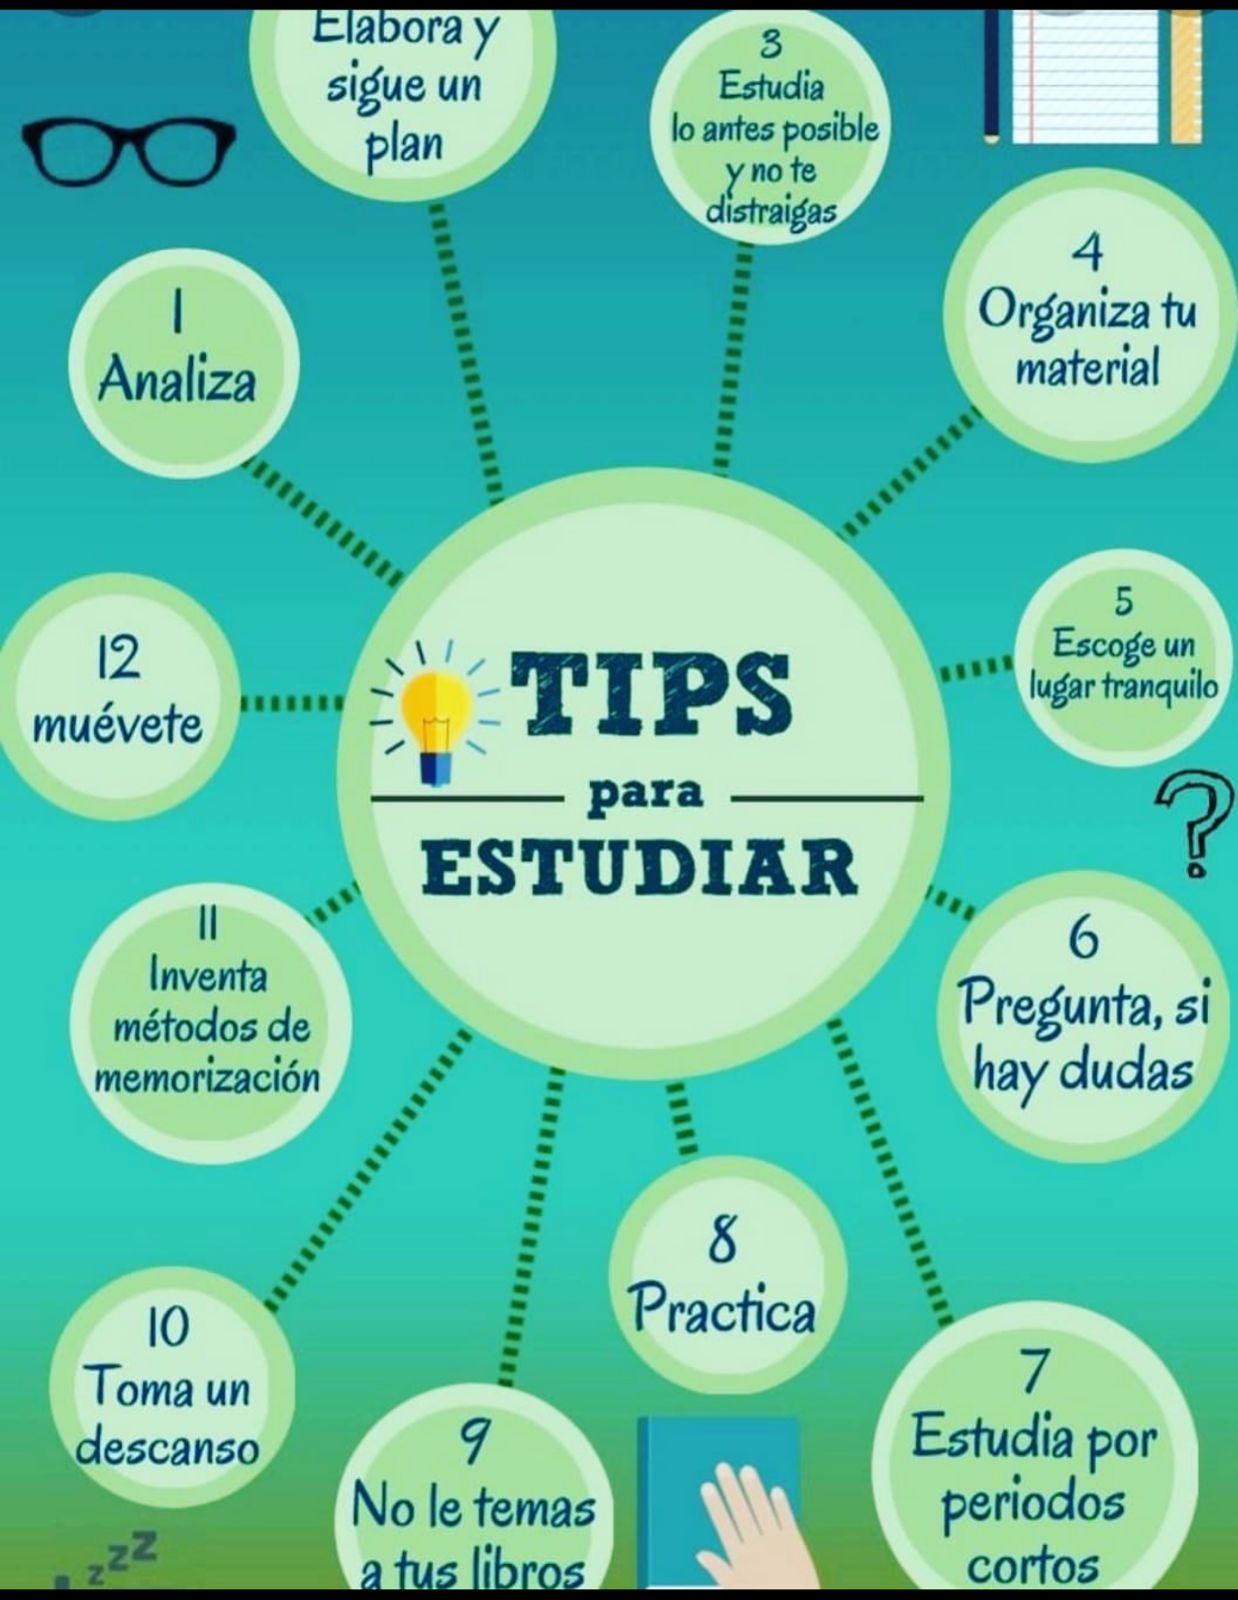 TIPS
para
ESTUDIAR
1
Analiza
Elabora y
sigue un
plan
3
Estudia
lo antes posible
y no te
distraigas
4
Organiza tu
material
5
Escoge un
lugar tranquilo
?
6
Pregunta, si
hay dudas
7
Estudia por
periodos
cortos
8
Practica
9
No le temas
a tus libros
10
Toma un
descanso
zzz
11
Inventa
métodos de
memorización
12
muévete